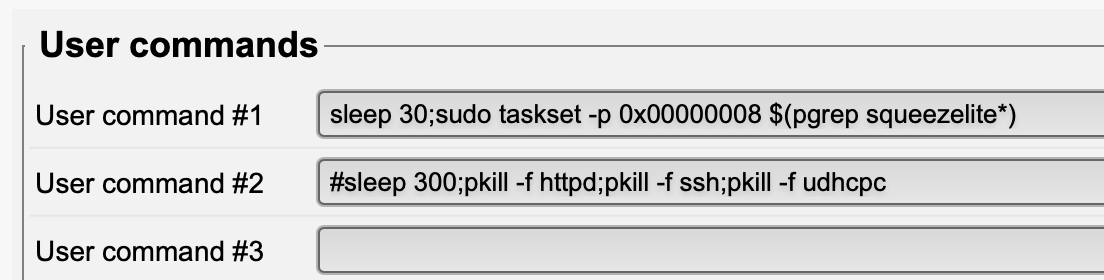 User commands
User command #1 sleep 30;sudo taskset -p 0x00000008 $(pgrep squeezelite*)
User command #2 #sleep 300;pkill -f httpd;pkill -f ssh;pkill -f udhcpc
User command #3